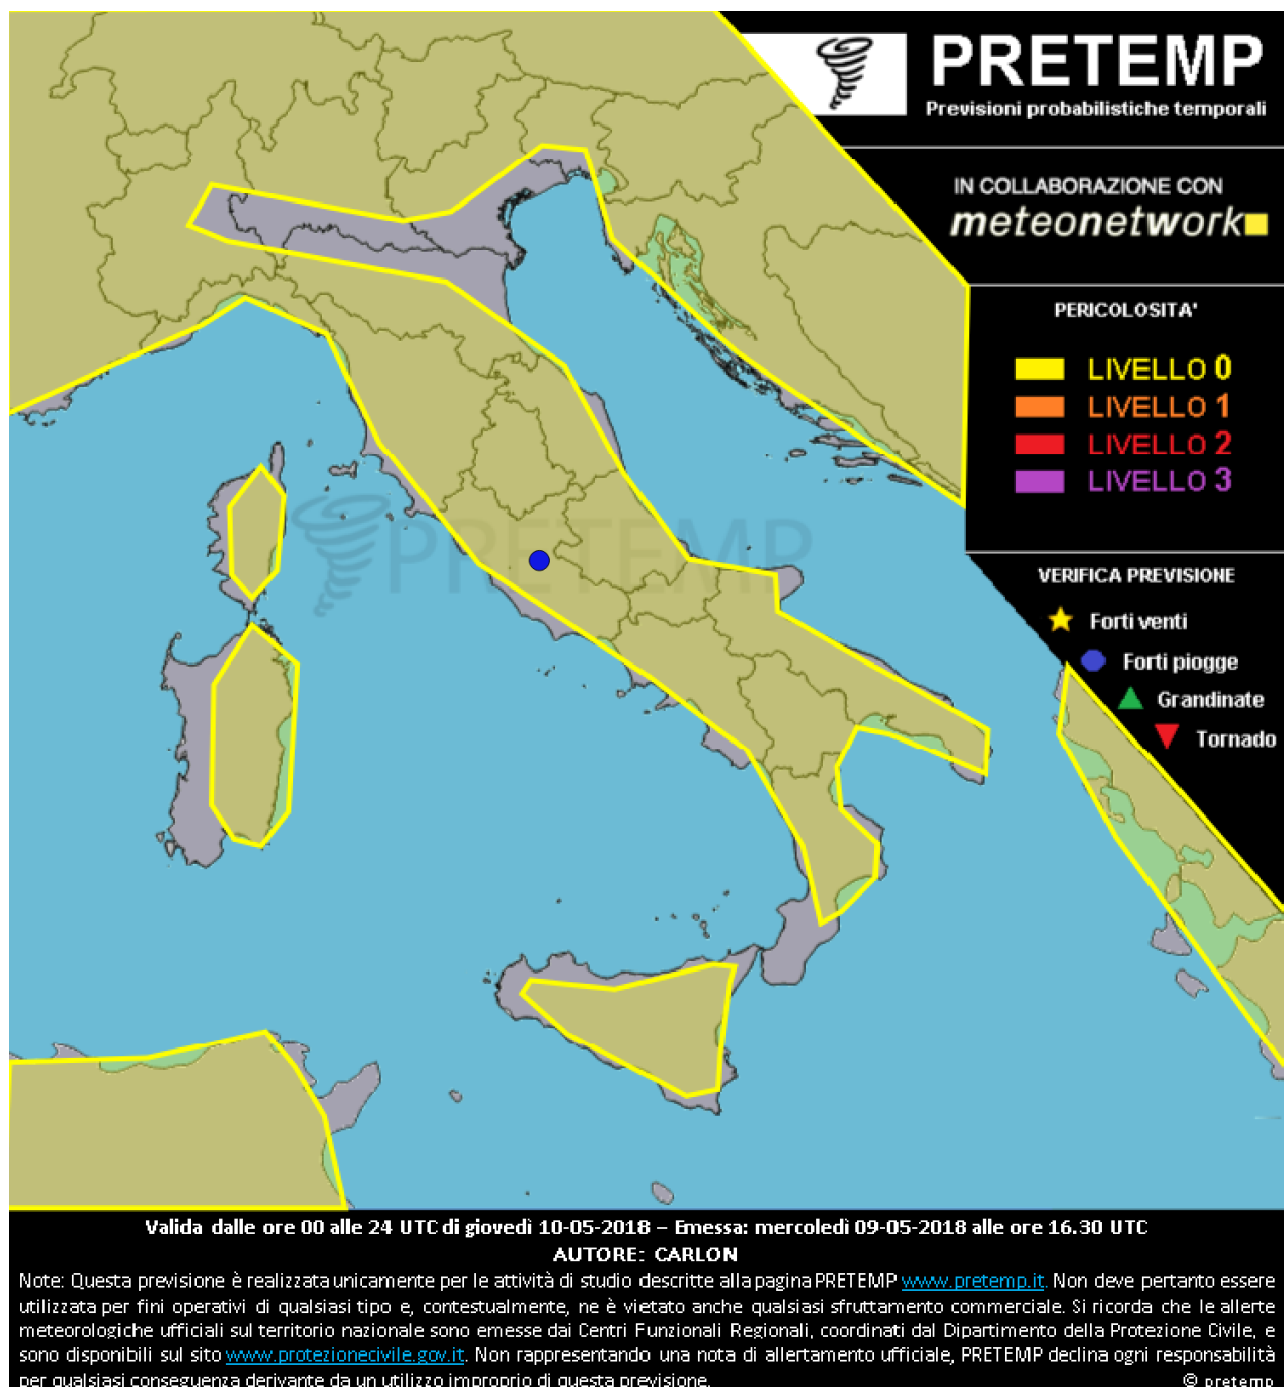 PRETEMP
Previsioni probabilistiche temporali
IN COLLABORAZIONE CON
meteonetwork
PERICOLOSITA'
LIVELLO 0
LIVELLO 1
LIVELLO 2
LIVELLO 3
PRETEMP
VERIFICA PREVISIONE
Forti venti
Forti piogge
Grandinate
Tornado
Valida dalle ore 00 alle 24 UTC di giovedì 10-05-2018 – Emessa: mercoledì 09-05-2018 alle ore 16.30 UTC
AUTORE: CARLON
Note: Questa previsione è realizzata unicamente per le attività di studio descritte alla pagina PRETEMP www.pretemp.it. Non deve pertanto essere
utilizzata per fini operativi di qualsiasi tipo e, contestualmente, ne è vietato anche qualsiasi sfruttamento commerciale. Si ricorda che le allerte
meteorologiche ufficiali sul territorio nazionale sono emesse dai Centri Funzionali Regionali, coordinati dal Dipartimento della Protezione Civile, e
sono disponibili sul sito www.protezionecivile.gov.it. Non rappresentando una nota di allertamento ufficiale, PRETEMP declina ogni responsabilità
per qualsiasi conseguenza derivante da un utilizzo improprio di questa previsione. © pretemp